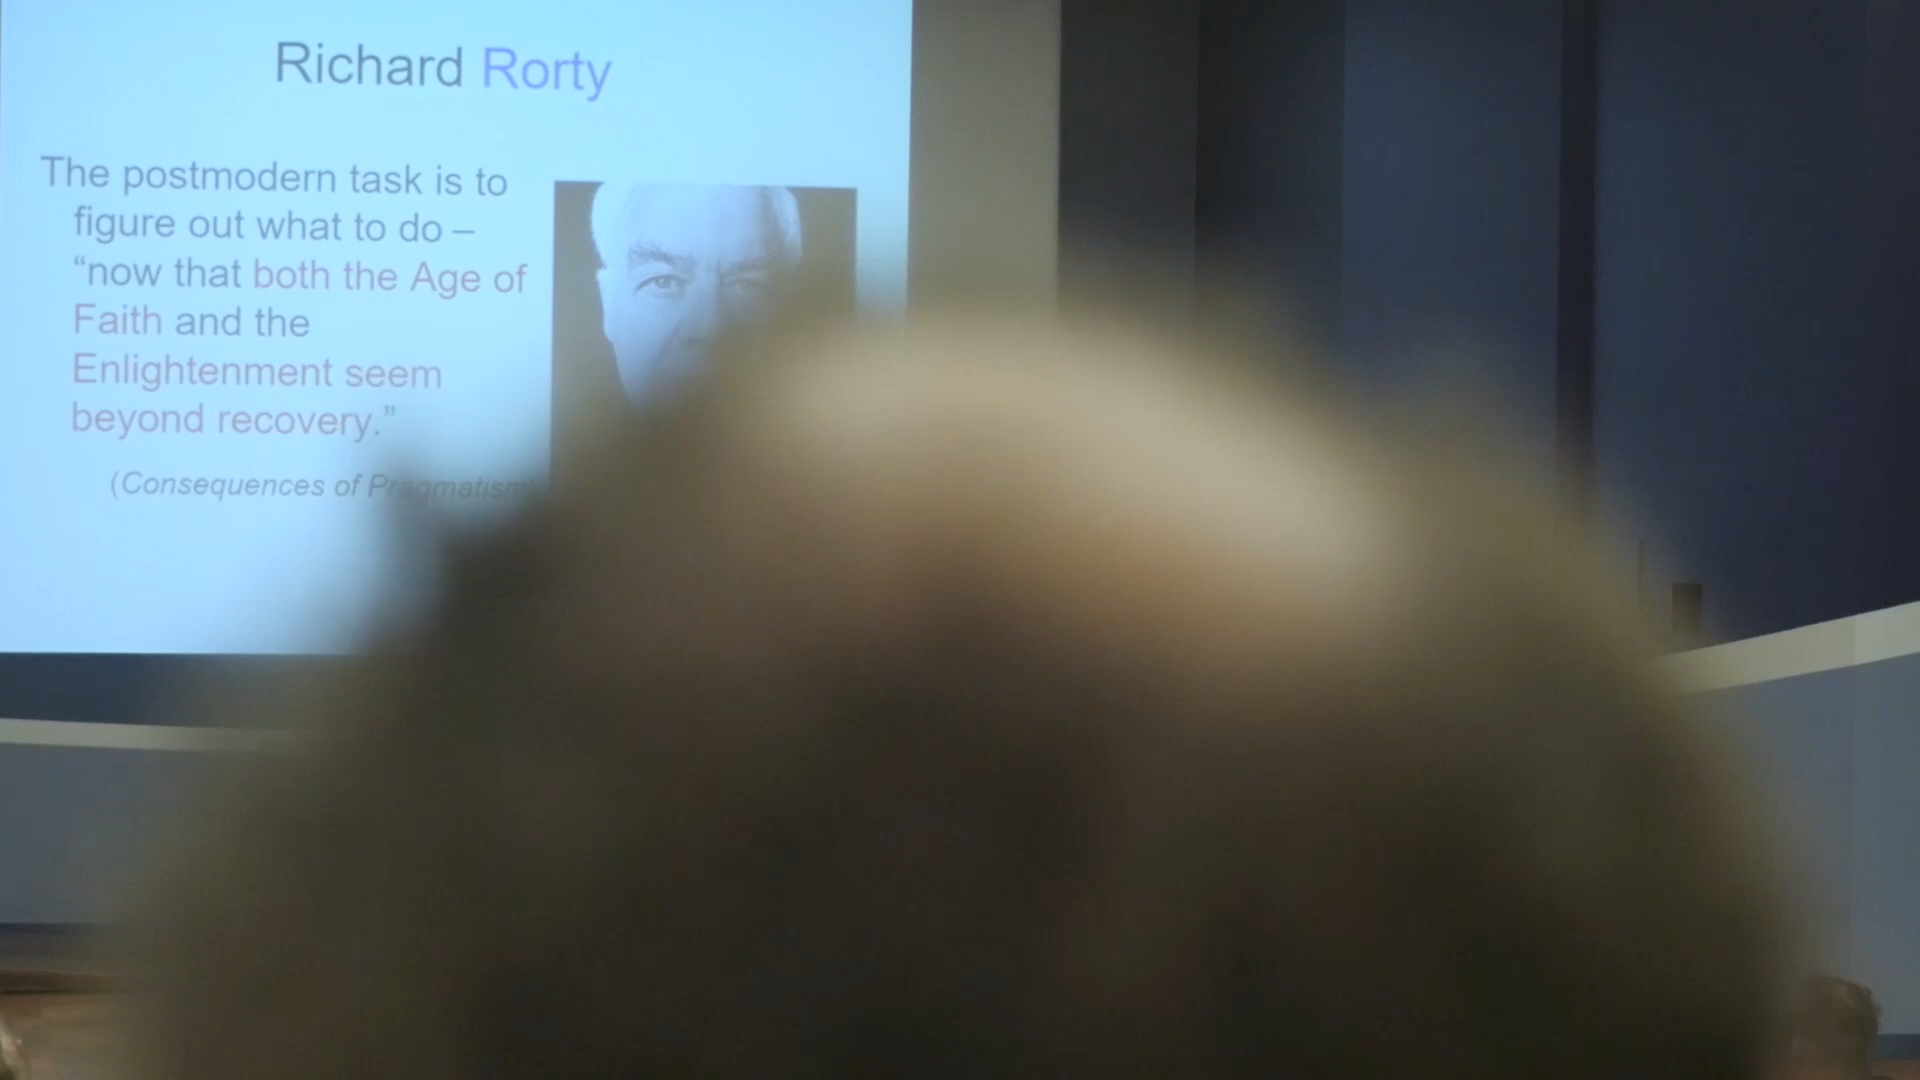 Richard Rorty
The postmodern task is to
figure out what to do –
“now that both the Age of
Faith and the
Enlightenment seem
beyond recovery.”
(Consequences of Pragmatism